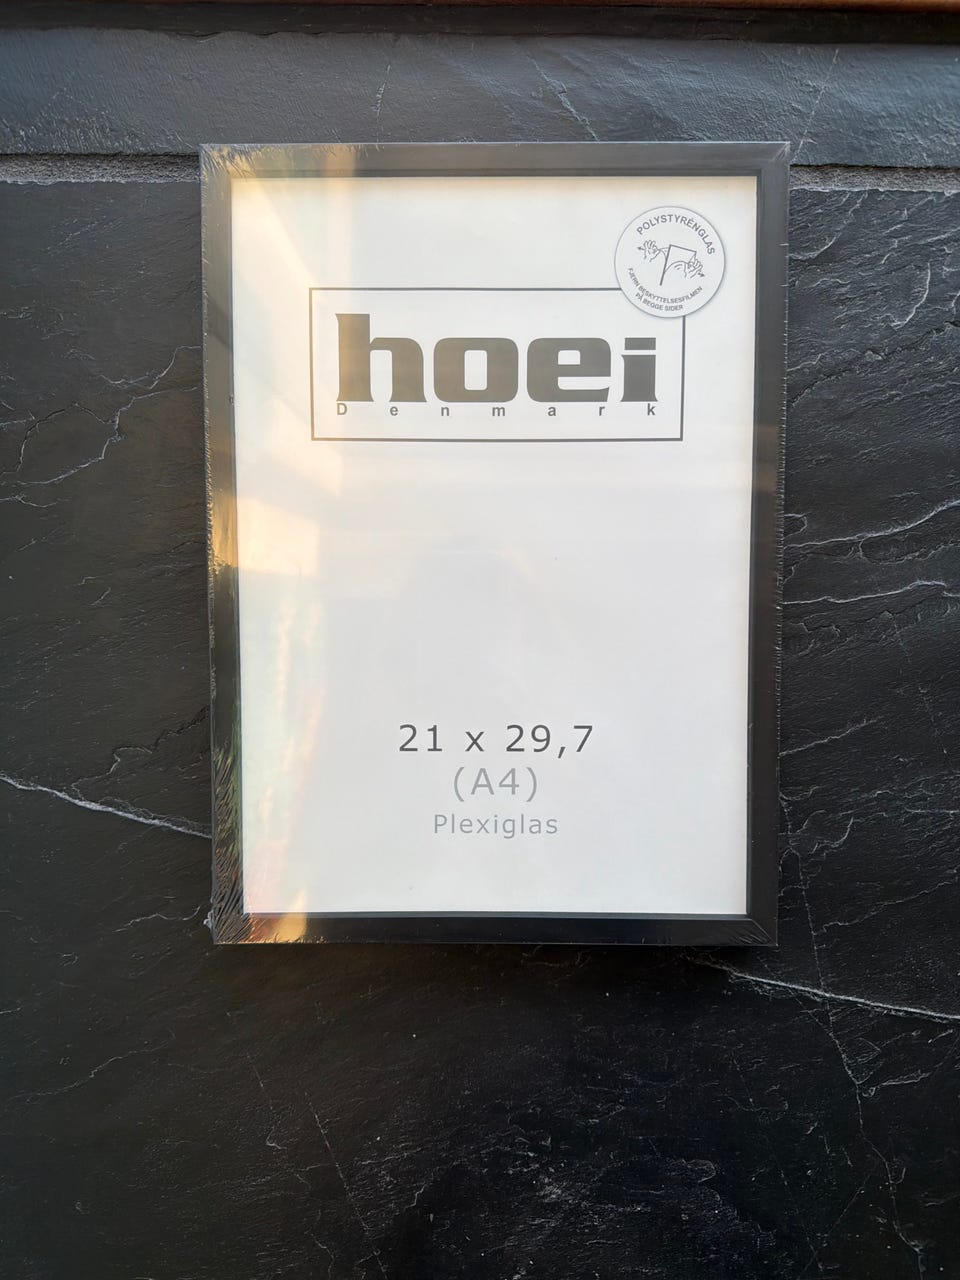 POLYSTYRENGLAS
FJERN BESKYTTELSESFILMEN
PÅ BEGGE SIDER
hoei
Denmark
21 x 29,7
(A4)
Plexiglas